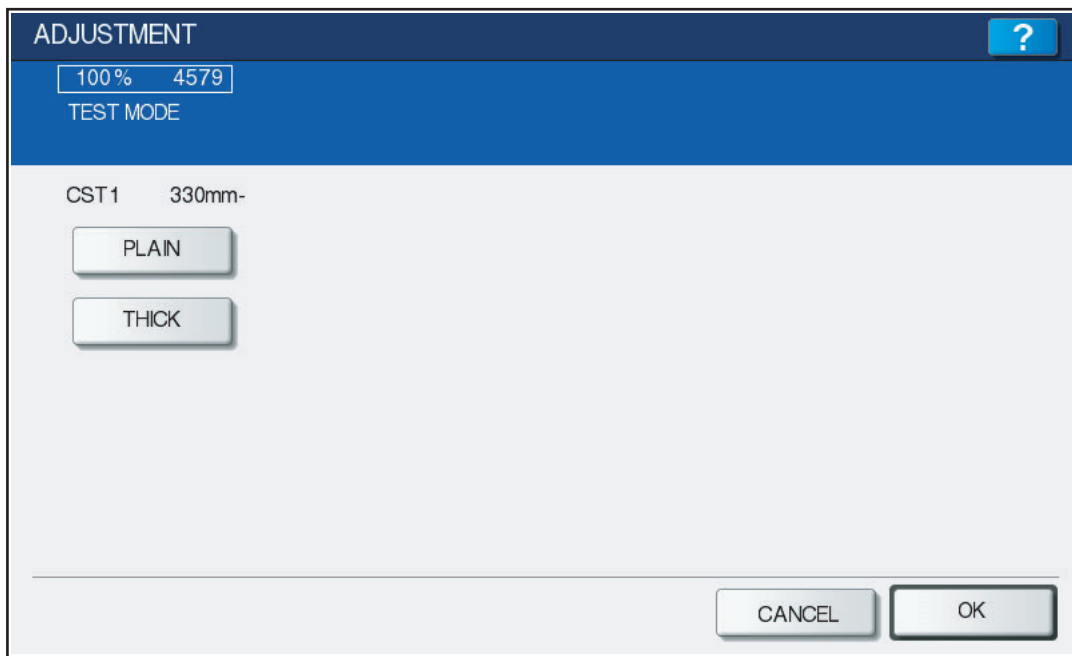 ADJUSTMENT ?
100% 4579
TEST MODE
CST1 330mm-
PLAIN
THICK
CANCEL OK